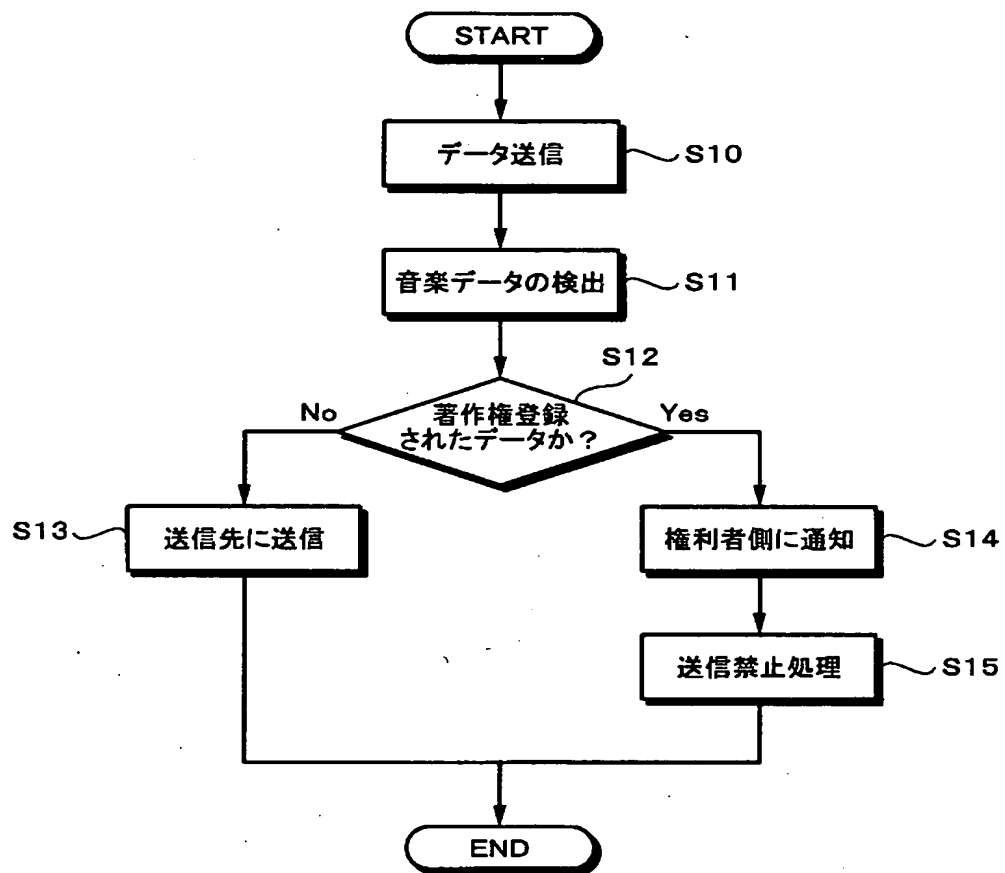 START
データ送信
S10
音楽データの検出
S11
S12
No
著作権登録
されたデータか？
Yes
S13
送信先に送信
権利者側に通知
S14
送信禁止処理
S15
END